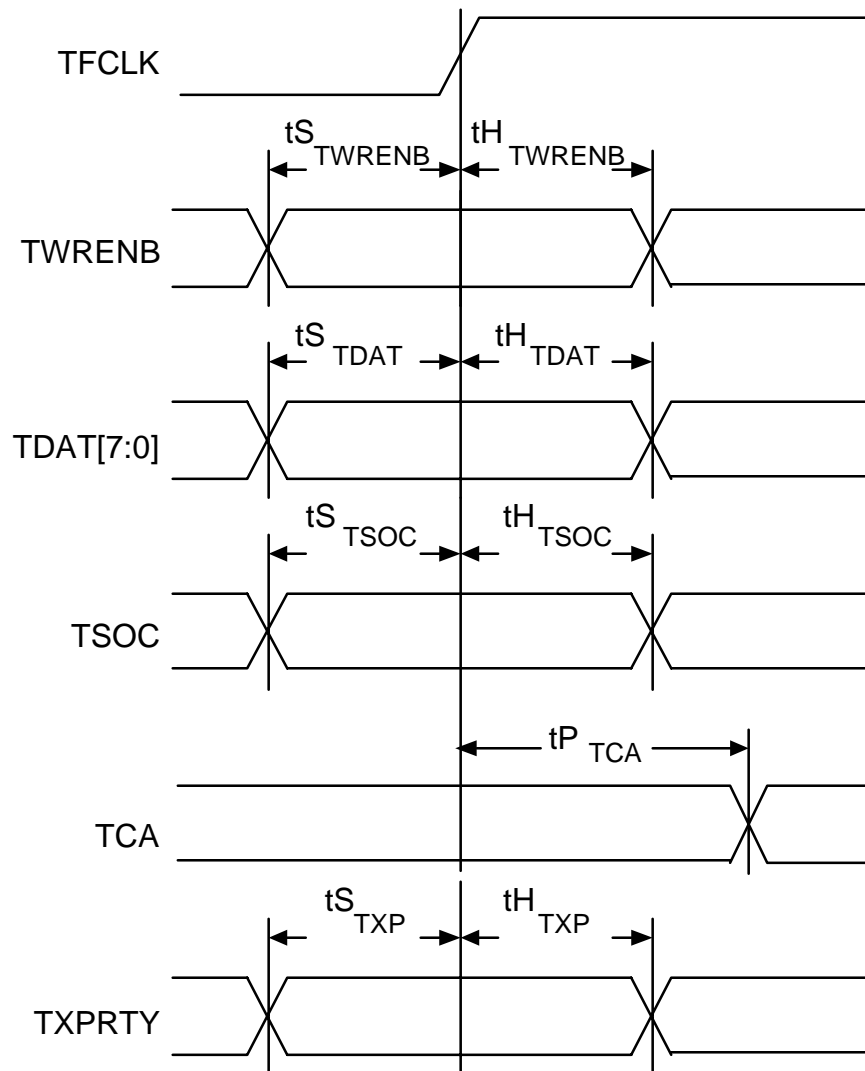 TFCLK
tS TWRENB
tH TWRENB
TWRENB
tS TDAT
tH TDAT
TDAT[7:0]
tS TSOC
tH TSOC
TSOC
tP TCA
TCA
tS TXP
tH TXP
TXPRTY